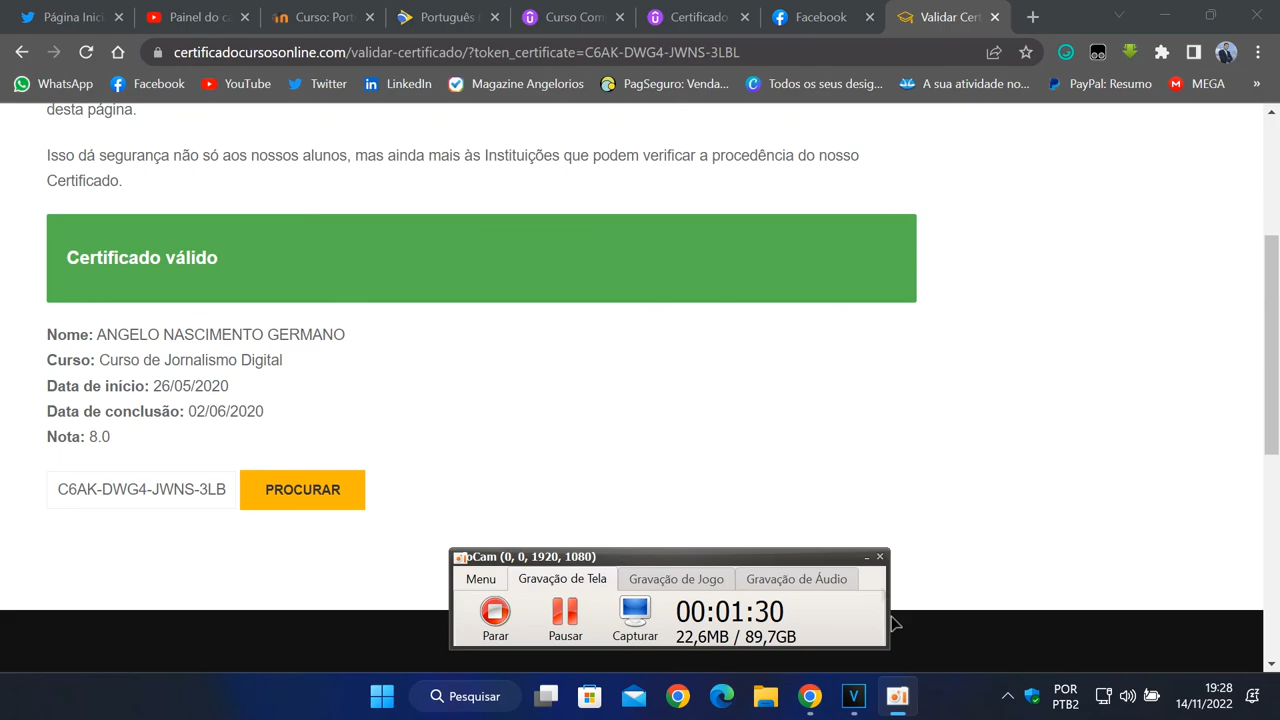 Página Inici
Painel do ca
Curso: Port
Português I
Curso Com
Certificado
Facebook
Validar Cert
certificadocursosonline.com/validar-certificado/?token_certificate=C6AK-DWG4-JWNS-3LBL
WhatsApp
Facebook
YouTube
Twitter
LinkedIn
Magazine Angelorios
PagSeguro: Venda...
Todos os seus desig...
A sua atividade no...
PayPal: Resumo
MEGA
»
desta página.
Isso dá segurança não só aos nossos alunos, mas ainda mais às Instituições que podem verificar a procedência do nosso
Certificado.
Certificado válido
Nome: ANGELO NASCIMENTO GERMANO
Curso: Curso de Jornalismo Digital
Data de inicio: 26/05/2020
Data de conclusão: 02/06/2020
Nota: 8.0
C6AK-DWG4-JWNS-3LB
PROCURAR
oCam (0, 0, 1920, 1080)
Menu
Gravação de Tela
Gravação de Jogo
Gravação de Áudio
Parar
Pausar
Capturar
00:01:30
22,6MB / 89,7GB
Pesquisar
POR
PTB2
19:28
14/11/2022